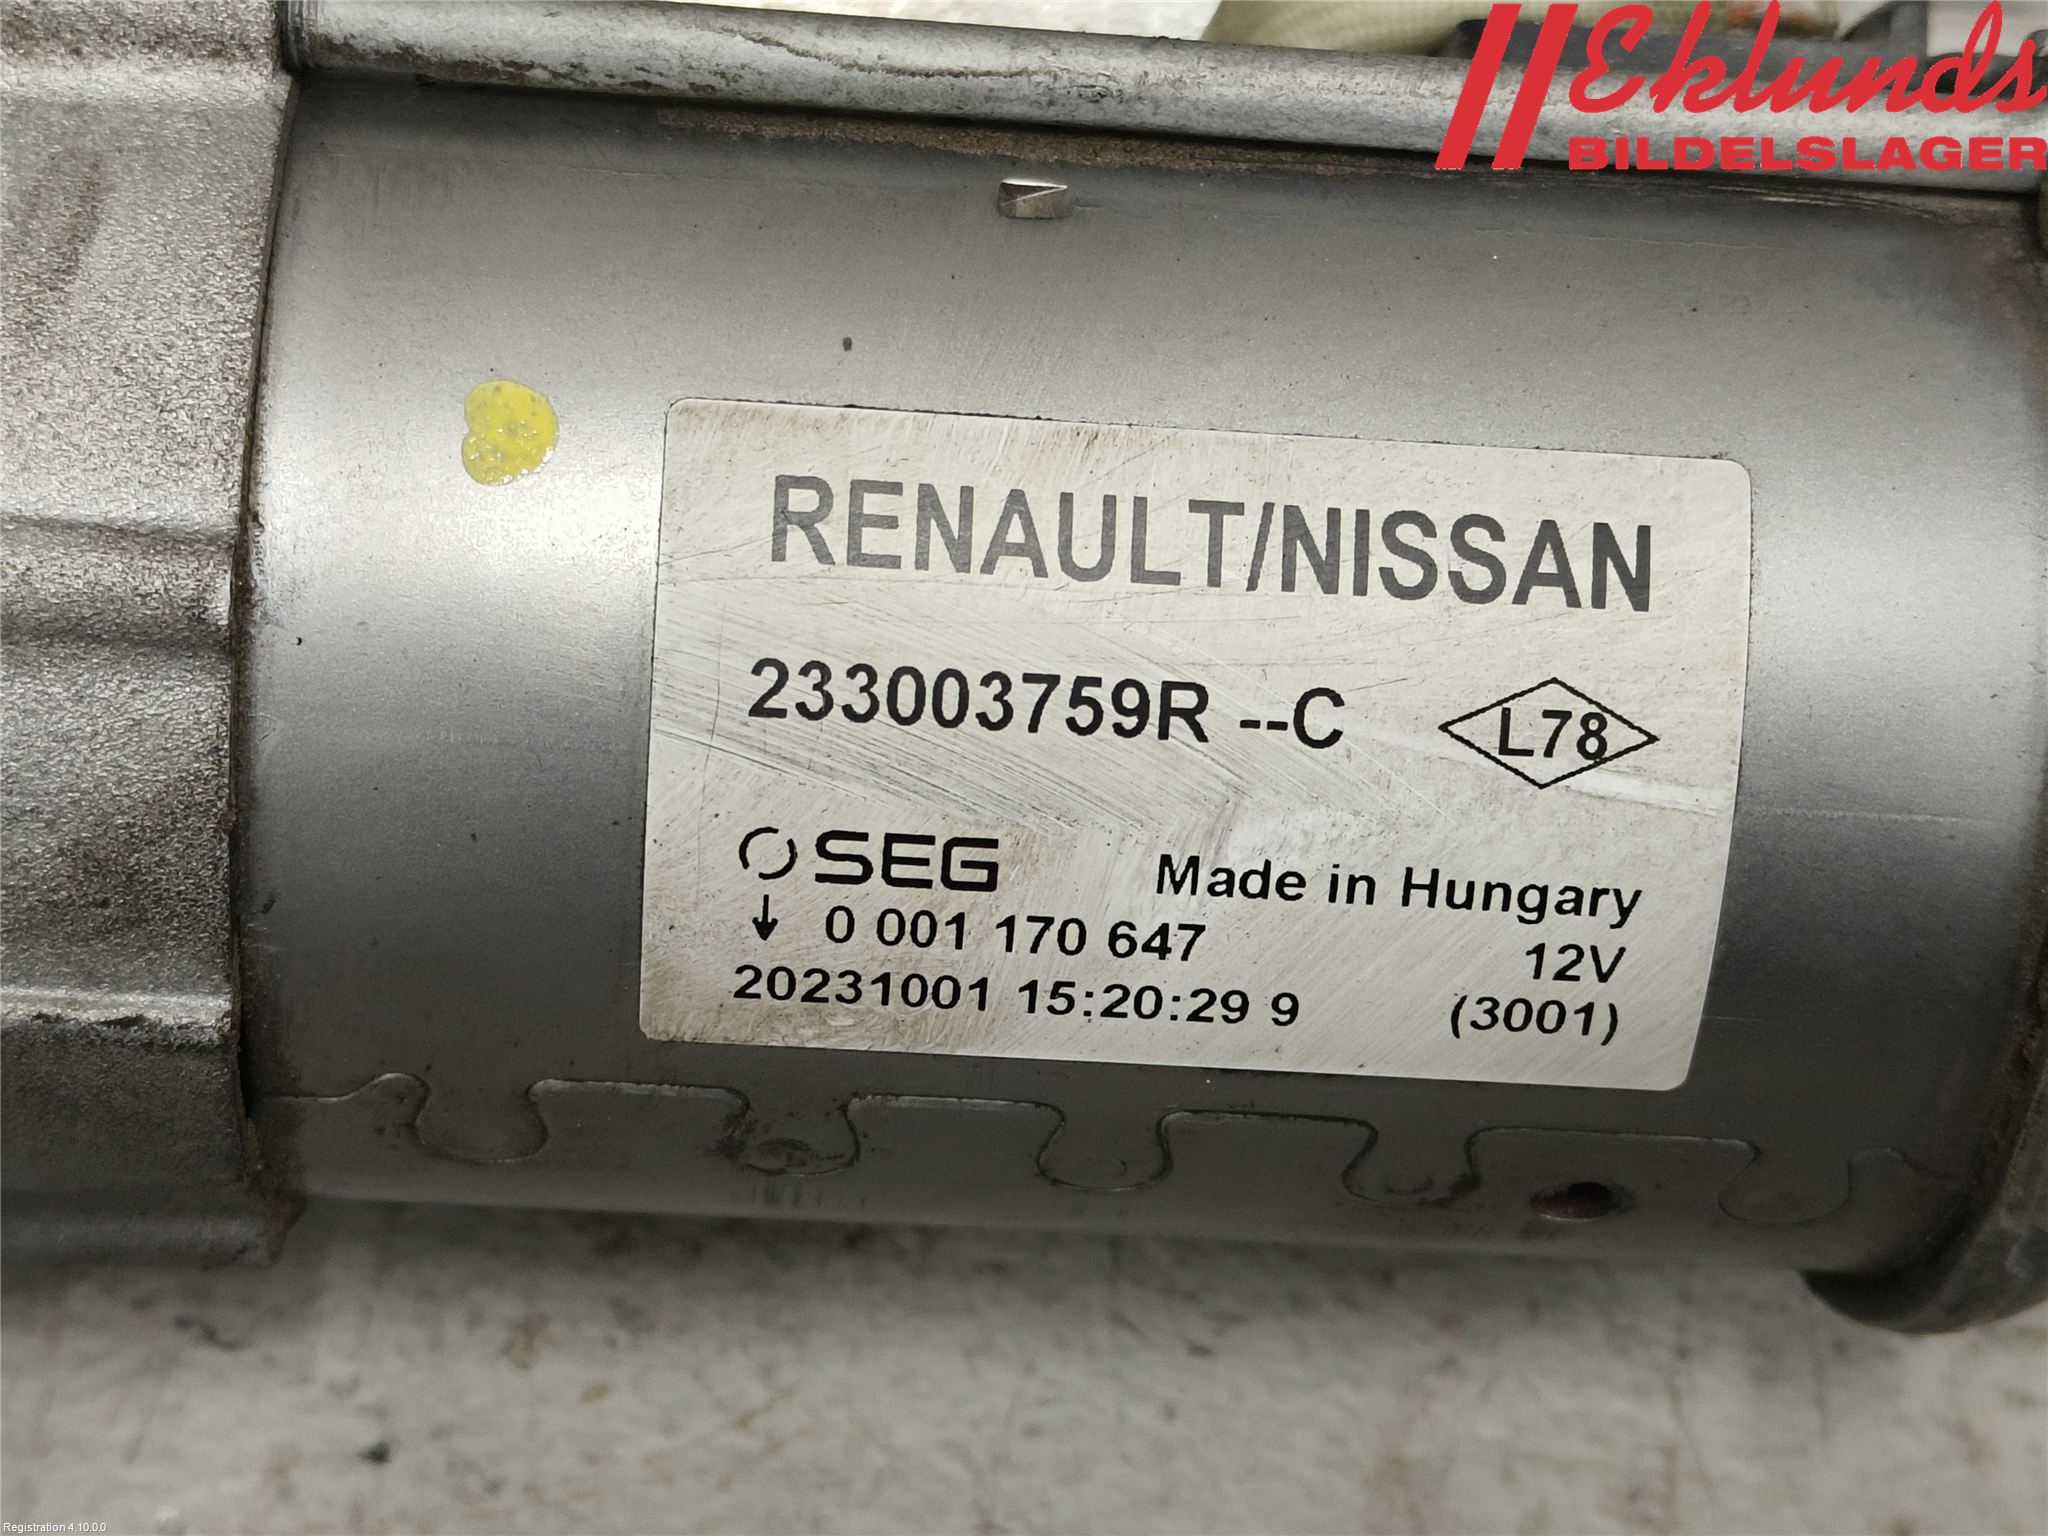 Eklunds
BILDELSLAGER
RENAULT/NISSAN
233003759R --C L78
SEG Made in Hungary
0 001 170 647 12V
20231001 15:20:29 9 (3001)
Registration 4.10.0.0